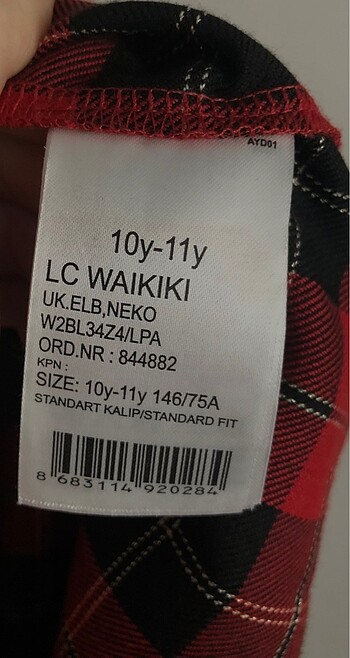 AYD01
10y-11y
LC WAIKIKI
UK.ELB,NEKO
W2BL34Z4/LPA
ORD.NR : 844882
KPN :
SIZE: 10y-11y 146/75A
STANDART KALIP/STANDARD FIT
8 683114 920284